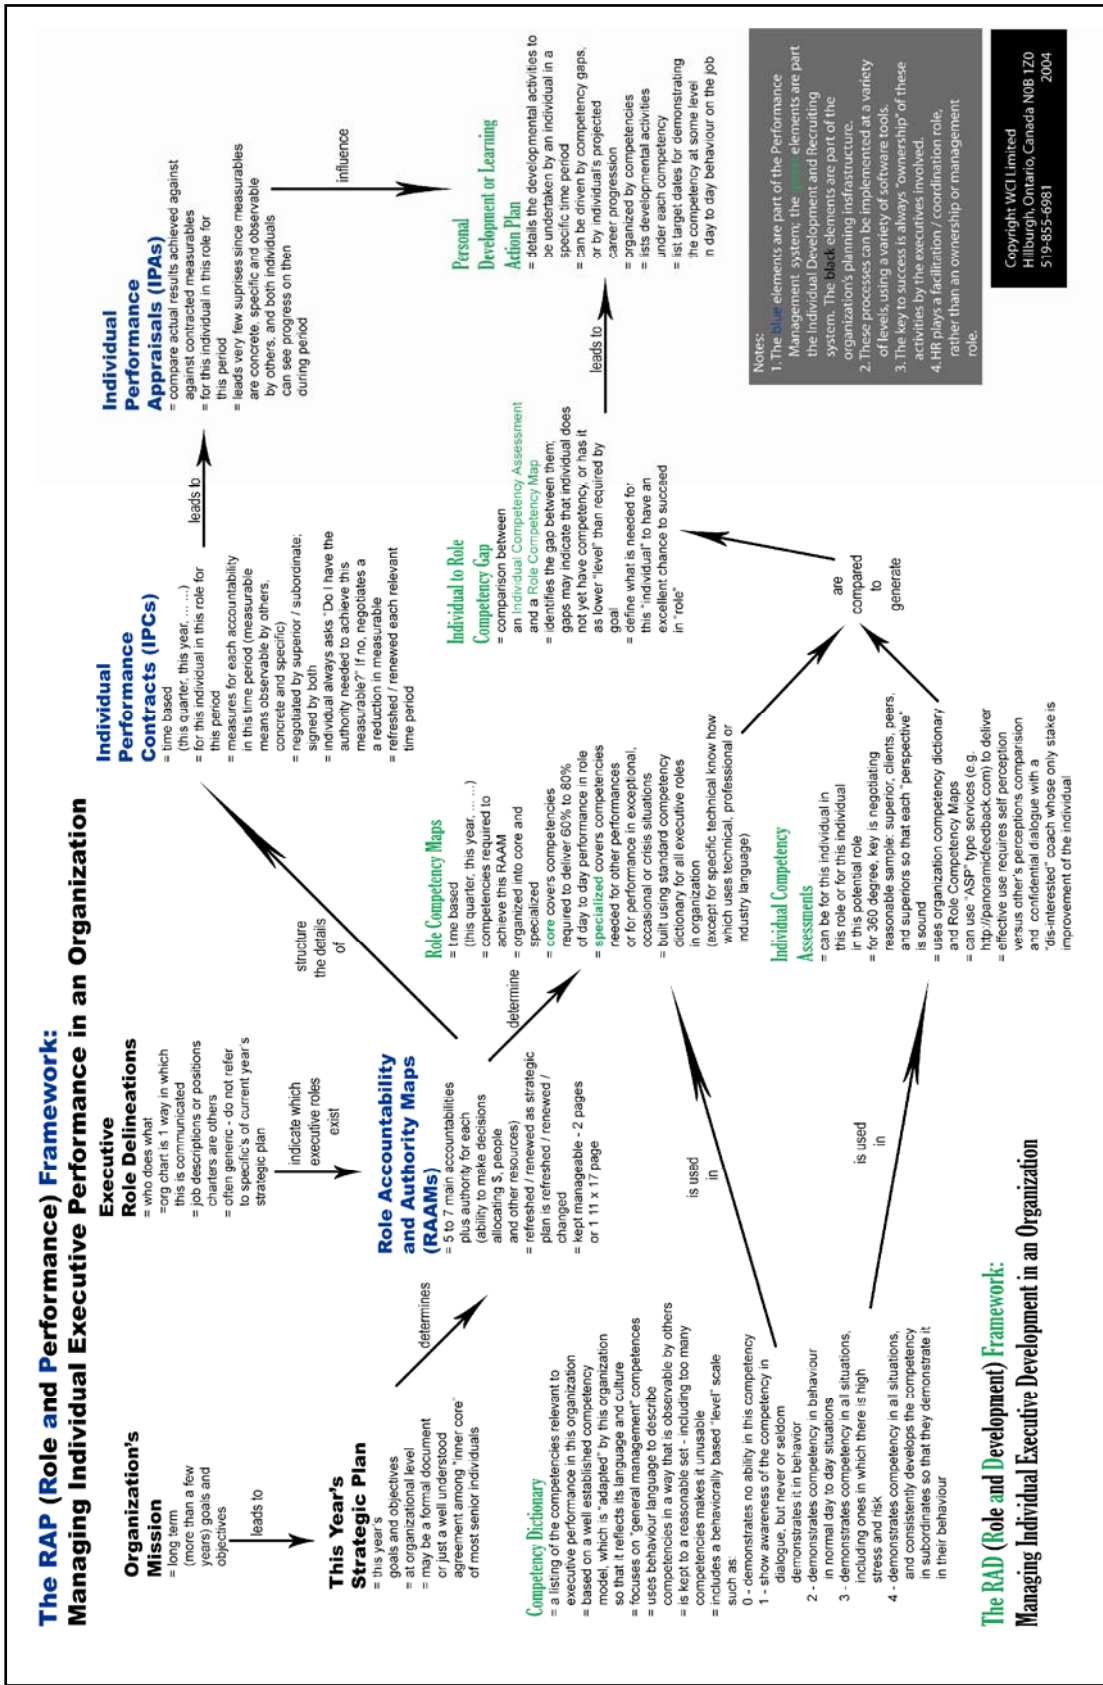 The RAP (Role and Performance) Framework:
Managing Individual Executive Performance in an Organization
Organization's
Mission
= long term
(more than a few
years) goals and
objectives
leads to
This Year's
Strategic Plan
= this year's
goals and objectives
= at organizational level
= may be a formal document
or just a well understood
agreement among "inner core"
of most senior individuals
determines
Executive
Role Delineations
= who does what
=org chart is 1 way in which
this is communicated
= job descriptions or positions
charters are others
= often generic - do not refer
to specific's of current year's
strategic plan
indicate which
executive roles
exist
Role Accountability
and Authority Maps
(RAAMs)
= 5 to 7 main accountabilities
plus authority for each
(ability to make decisions
allocating $, people
and other resources)
= refreshed / renewed as strategic
plan is refreshed / renewed /
changed
= kept manageable - 2 pages
or 1 11 x 17 page
structure
the details
of
determine
Individual
Performance
Contracts (IPCs)
= time based
(this quarter, this year, ... ...)
= for this individual in this role for
this period
= measures for each accountability
in this time period (measurable
means observable by others,
concrete and specific)
= negotiated by superior / subordinate;
signed by both
= individual always asks "Do I have the
authority needed to achieve this
measurable?" If no, negotiates a
a reduction in measurable
= refreshed / renewed each relevant
time period
leads to
Individual
Performance
Appraisals (IPAs)
= compare actual results achieved against
against contracted measurables
= for this individual in this role for
this period
= leads very few suprises since measurables
are concrete, specific and observable
by others, and both individuals
can see progress on then
during period
influence
Competency Dictionary
= a listing of the competencies relevant to
executive performance in this organization
= based on a well established competency
model, which is "adapted" by this organization
so that it reflects its language and culture
= focuses on "general management" competences
= uses behaviour language to describe
competencies in a way that is observable by others
= is kept to a reasonable set - including too many
competencies makes it unusable
= includes a behaviorally based "level" scale
such as:
0 - demonstrates no ability in this competency
1 - show awareness of the competency in
dialogue, but never or seldom
demonstrates it in behavior
2 - demonstrates competency in behaviour
in normal day to day situations
3 - demonstrates competency in all situations,
including ones in which there is high
stress and risk
4 - demonstrates competency in all situations,
and consistently develops the competency
in subordinates so that they demonstrate it
in their behaviour
is used
in
is used
in
Role Competency Maps
= time based
(this quarter, this year, ... ...)
= competencies required to
achieve this RAAM
= organized into core and
specialized
= core covers competencies
required to deliver 60% to 80%
of day to day performance in role
= specialized covers competencies
needed for other performances
or for performance in exceptional,
occasional or crisis situations
= built using standard competency
dictionary for all executive roles
in organization
(except for specific technical know how
which uses technical, professional or
ndustry language)
Individual Competency
Assessments
= can be for this individual in
this role or for this individual
in this potential role
= for 360 degree, key is negotiating
reasonable sample: superior, clients, peers,
and superiors so that each "perspective"
is sound
= uses organization competency dictionary
and Role Competency Maps
= can use "ASP" type services (e.g.
http://panoramicfeedback.com) to deliver
= effective use requires self perception
versus other's perceptions comparision
and confidential dialogue with a
"dis-interested" coach whose only stake is
improvement of the individual
are
compared
to
generate
Individual to Role
Competency Gap
= comparison between
an Individual Competency Assessment
and a Role Competency Map
= identifies the gap between them;
gaps may indicate that individual does
not yet have competency, or has it
as lower "level" than required by
goal
= define what is needed for
this "individual" to have an
excellent chance to succeed
in "role"
leads to
Personal
Development or Learning
Action Plan
= details the developmental activities to
be undertaken by an individual in a
specific time period
= can be driven by competency gaps,
or by individual's projected
career progression
= organized by competencies
= lists developmental activities
under each competency
= list target dates for demonstrating
the competency at some level
in day to day behaviour on the job
Notes:
1. The blue elements are part of the Performance
Management system; the green elements are part
the Individual Development and Recruiting
system. The black elements are part of the
organization's planning insfrastructure.
2. These processes can be implemented at a variety
of levels, using a variety of software tools.
3. The key to success is always "ownership" of these
activities by the executives involved.
4. HR plays a facilitation / coordination role,
rather than an ownership or management
role.
Copyright WCI Limited
Hillburgh, Ontario, Canada N0B 1Z0
519-855-6981 2004
The RAD (Role and Development) Framework:
Managing Individual Executive Development in an Organization